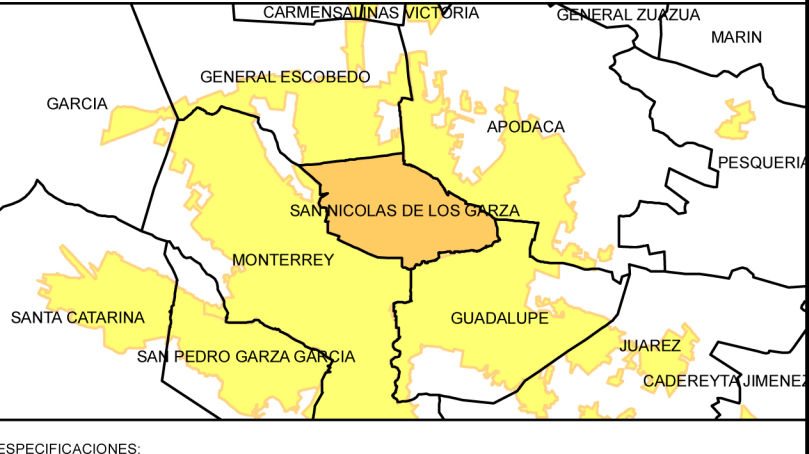 CARMEN
SALINAS VICTORIA
GENERAL ZUAZUA
MARIN
GENERAL ESCOBEDO
GARCIA
APODACA
PESQUERIA
SAN NICOLAS DE LOS GARZA
MONTERREY
SANTA CATARINA
GUADALUPE
JUAREZ
SAN PEDRO GARZA GARCIA
CADEREYTA JIMENEZ
ESPECIFICACIONES: